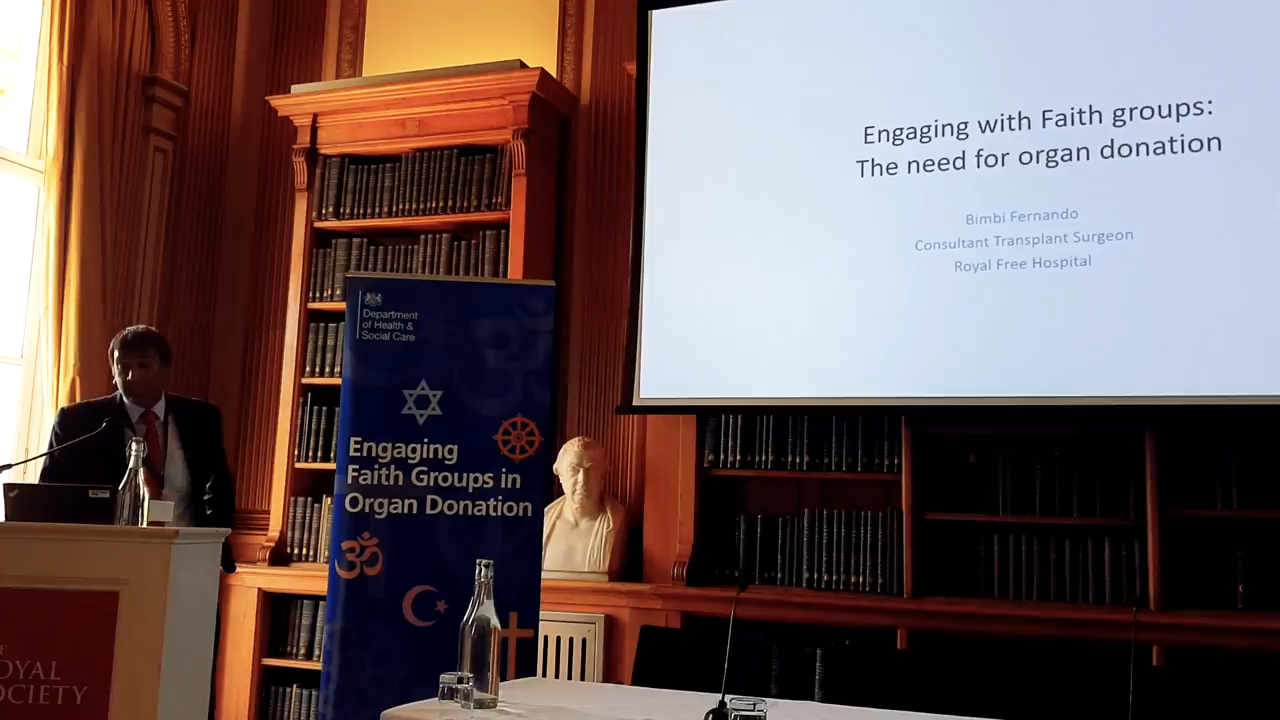 Engaging with Faith groups:
The need for organ donation
Bimbi Fernando
Consultant Transplant Surgeon
Royal Free Hospital
Department
of Health &
Social Care
Engaging
Faith Groups in
Organ Donation
ॐ
OYAL
OCIETY